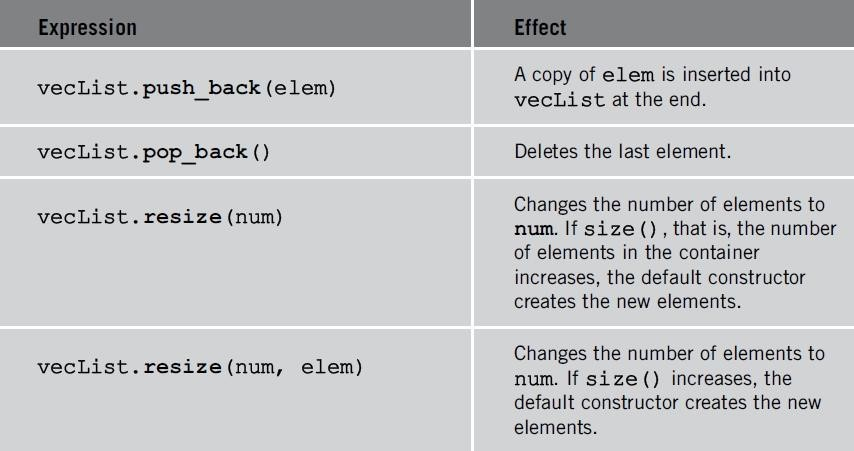 Expression Effect
vecList.push_back(elem) A copy of elem is inserted into
vecList at the end.
vecList.pop_back() Deletes the last element.
vecList.resize(num) Changes the number of elements to
num. If size(), that is, the number
of elements in the container
increases, the default constructor
creates the new elements.
vecList.resize(num, elem) Changes the number of elements to
num. If size() increases, the
default constructor creates the new
elements.